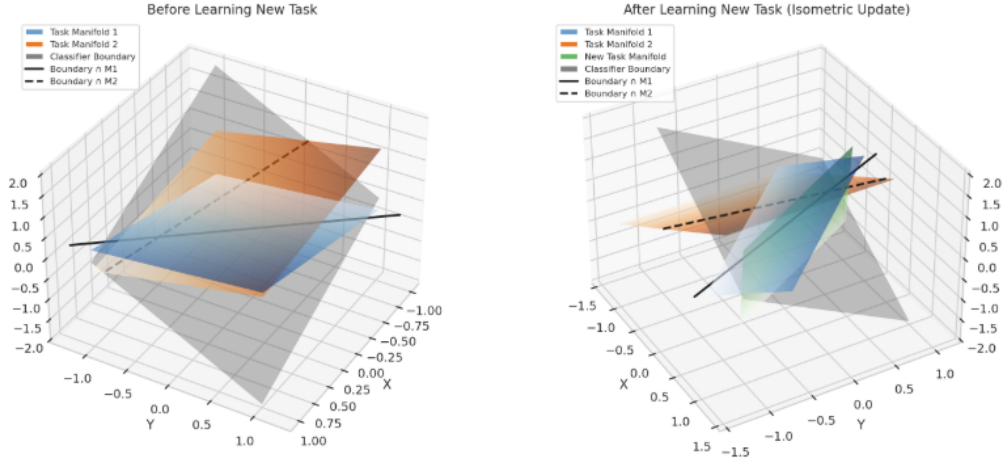 Before Learning New Task
Task Manifold 1
Task Manifold 2
Classifier Boundary
Boundary ∩ M1
Boundary ∩ M2
2.0
1.5
1.0
0.5
0.0
−0.5
−1.0
−1.5
−2.0
−1.0
−0.5
0.0
0.5
1.0
Y
−1.00
−0.75
−0.50
−0.25
0.00
0.25
0.50
0.75
1.00
X
After Learning New Task (Isometric Update)
Task Manifold 1
Task Manifold 2
New Task Manifold
Classifier Boundary
Boundary ∩ M1
Boundary ∩ M2
−1.5
−1.0
−0.5
0.0
0.5
1.0
1.5
X
−1.5
−1.0
−0.5
0.0
0.5
1.0
Y
2.0
1.5
1.0
0.5
0.0
−0.5
−1.0
−1.5
−2.0